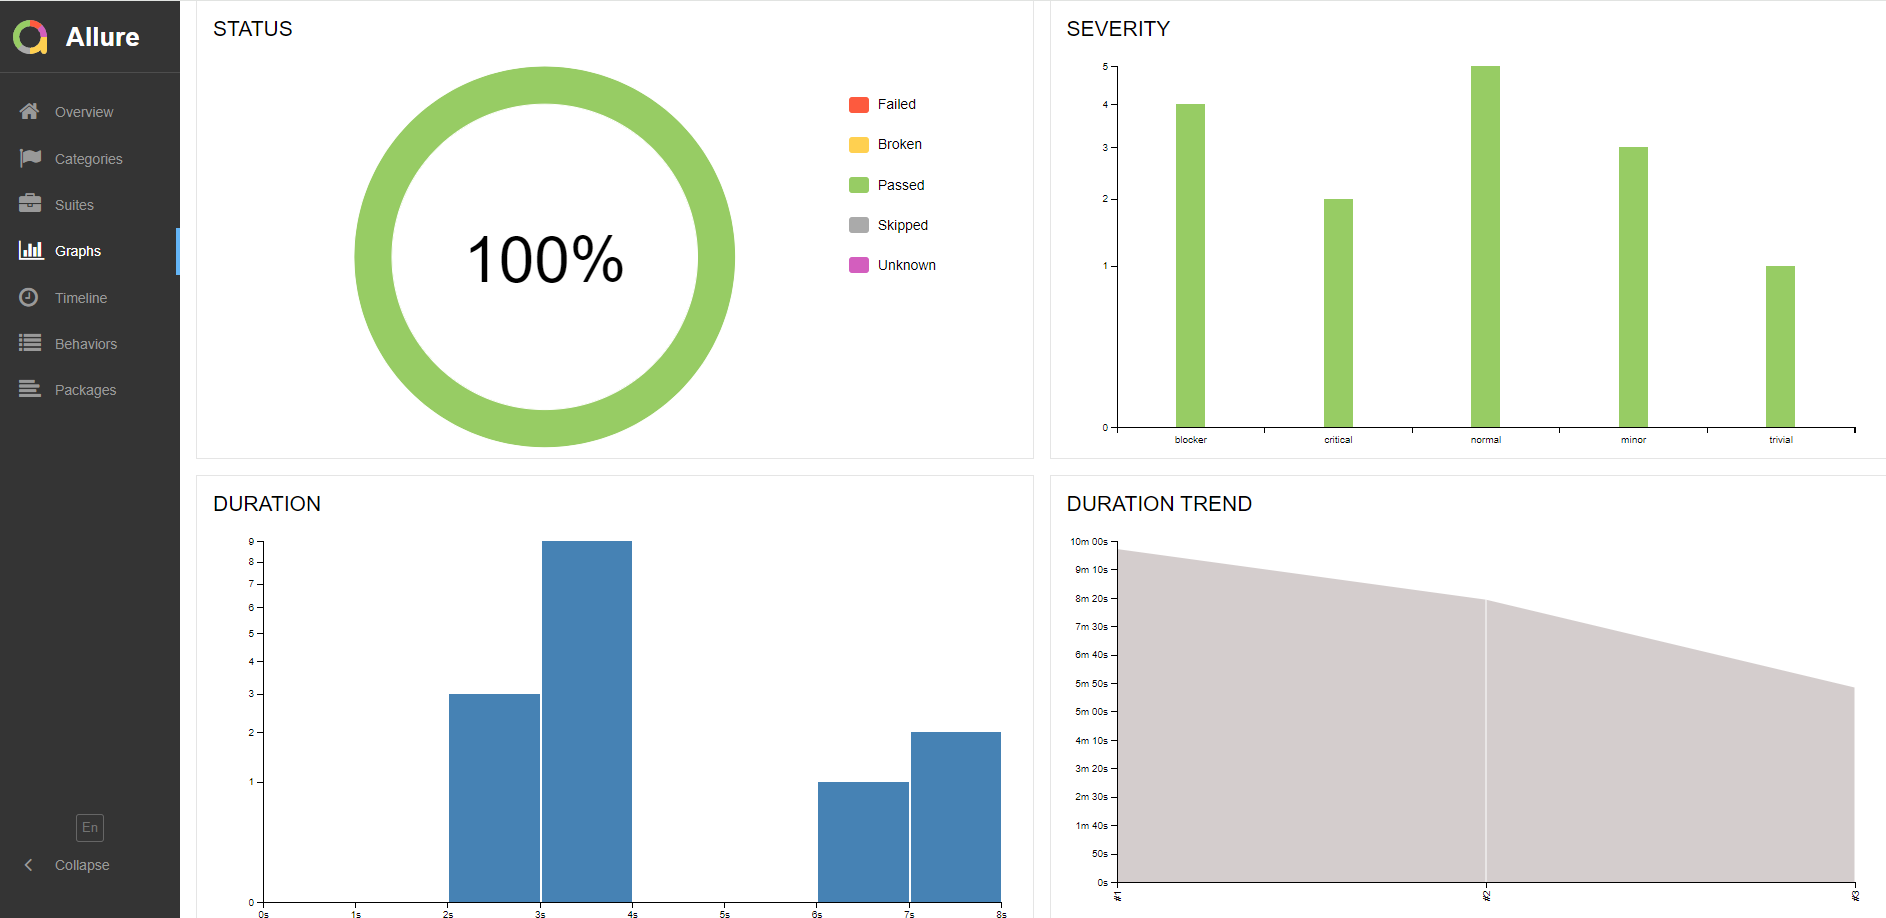 Allure
Overview
Categories
Suites
Graphs
Timeline
Behaviors
Packages
En
Collapse
STATUS
100%
Failed
Broken
Passed
Skipped
Unknown
SEVERITY
5
4
3
2
1
0
blocker critical normal minor trivial
DURATION
9
8
7
6
5
4
3
2
1
0
0s 1s 2s 3s 4s 5s 6s 7s 8s
DURATION TREND
10m 00s
9m 10s
8m 20s
7m 30s
6m 40s
5m 50s
5m 00s
4m 10s
3m 20s
2m 30s
1m 40s
50s
0s
#1 #2 #3